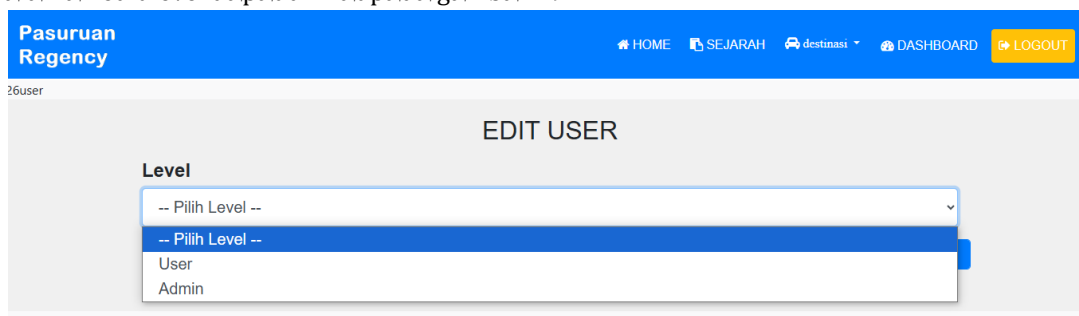 Pasuruan
Regency
HOME SEJARAH destinasi DASHBOARD LOGOUT
26user
EDIT USER
Level
-- Pilih Level --
-- Pilih Level --
User
Admin